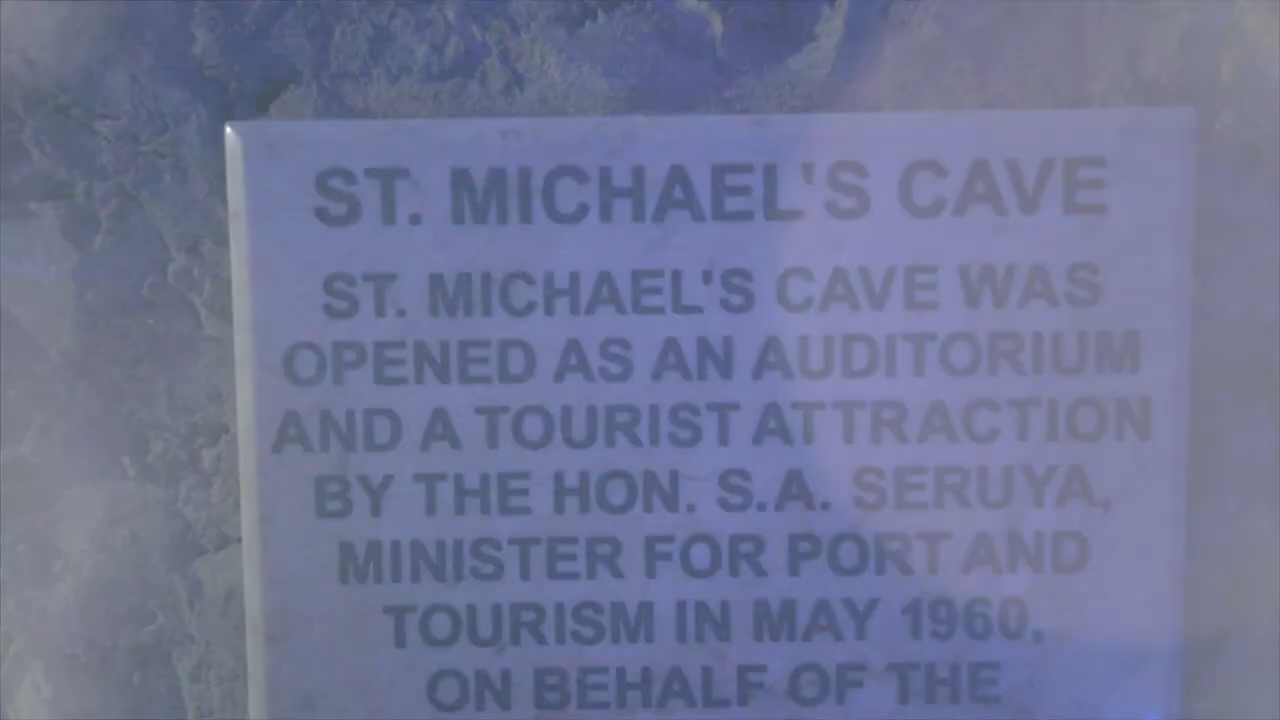 ST. MICHAEL'S CAVE
ST. MICHAEL'S CAVE WAS
OPENED AS AN AUDITORIUM
AND A TOURIST ATTRACTION
BY THE HON. S.A. SERUYA,
MINISTER FOR PORT AND
TOURISM IN MAY 1960,
ON BEHALF OF THE